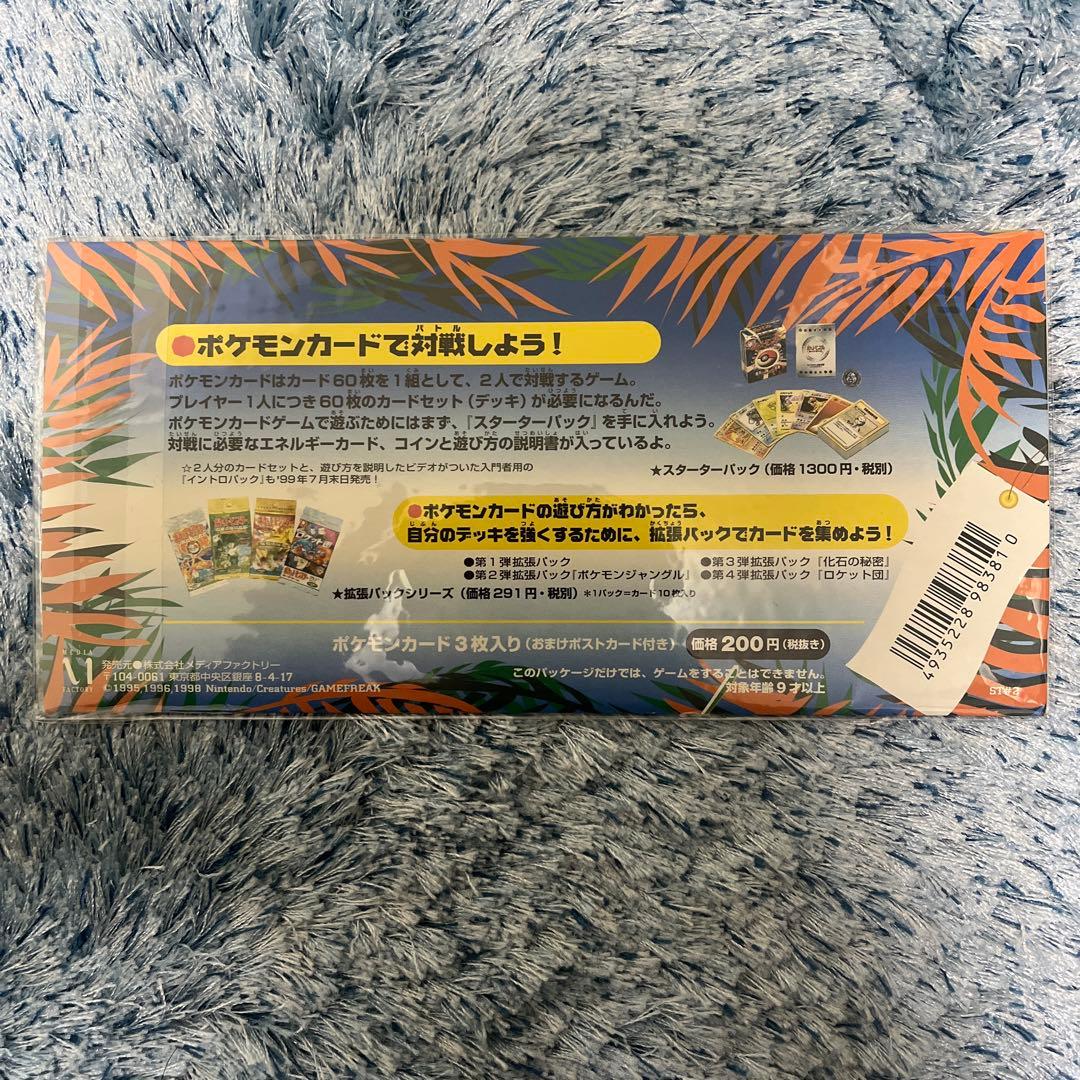 ●ポケモンカードで対戦しよう!
バトル
ポケモンカードはカード60枚を1組として、2人で対戦するゲーム。
プレイヤー1人につき60枚のカードセット(デッキ)が必要になるんだ。
ポケモンカードゲームで遊ぶためにはまず、『スターターパック』を手に入れよう。
対戦に必要なエネルギーカード、コインと遊び方の説明書が入っているよ。
☆2人分のカードセットと、遊び方を説明したビデオがついた入門者用の
『イントロパック』も'99年7月末日発売!
★スターターパック(価格1300円・税別)
●ポケモンカードの遊び方がわかったら、
自分のデッキを強くするために、拡張パックでカードを集めよう!
●第1弾拡張パック
●第2弾拡張パック『ポケモンジャングル』
●第3弾拡張パック『化石の秘密』
●第4弾拡張パック『ロケット団』
★拡張パックシリーズ(価格291円・税別)*1パック=カード10枚入り
ポケモンカード3枚入り(おまけポストカード付き) 価格200円(税抜き)
MEDIA
FACTORY
発売元●株式会社メディアファクトリー
〒104-0061 東京都中央区銀座8-4-17
©1995,1996,1998 Nintendo/Creatures/GAMEFREAK
このパッケージだけでは、ゲームをすることはできません。
対象年齢9才以上
4935228983810
ST#3